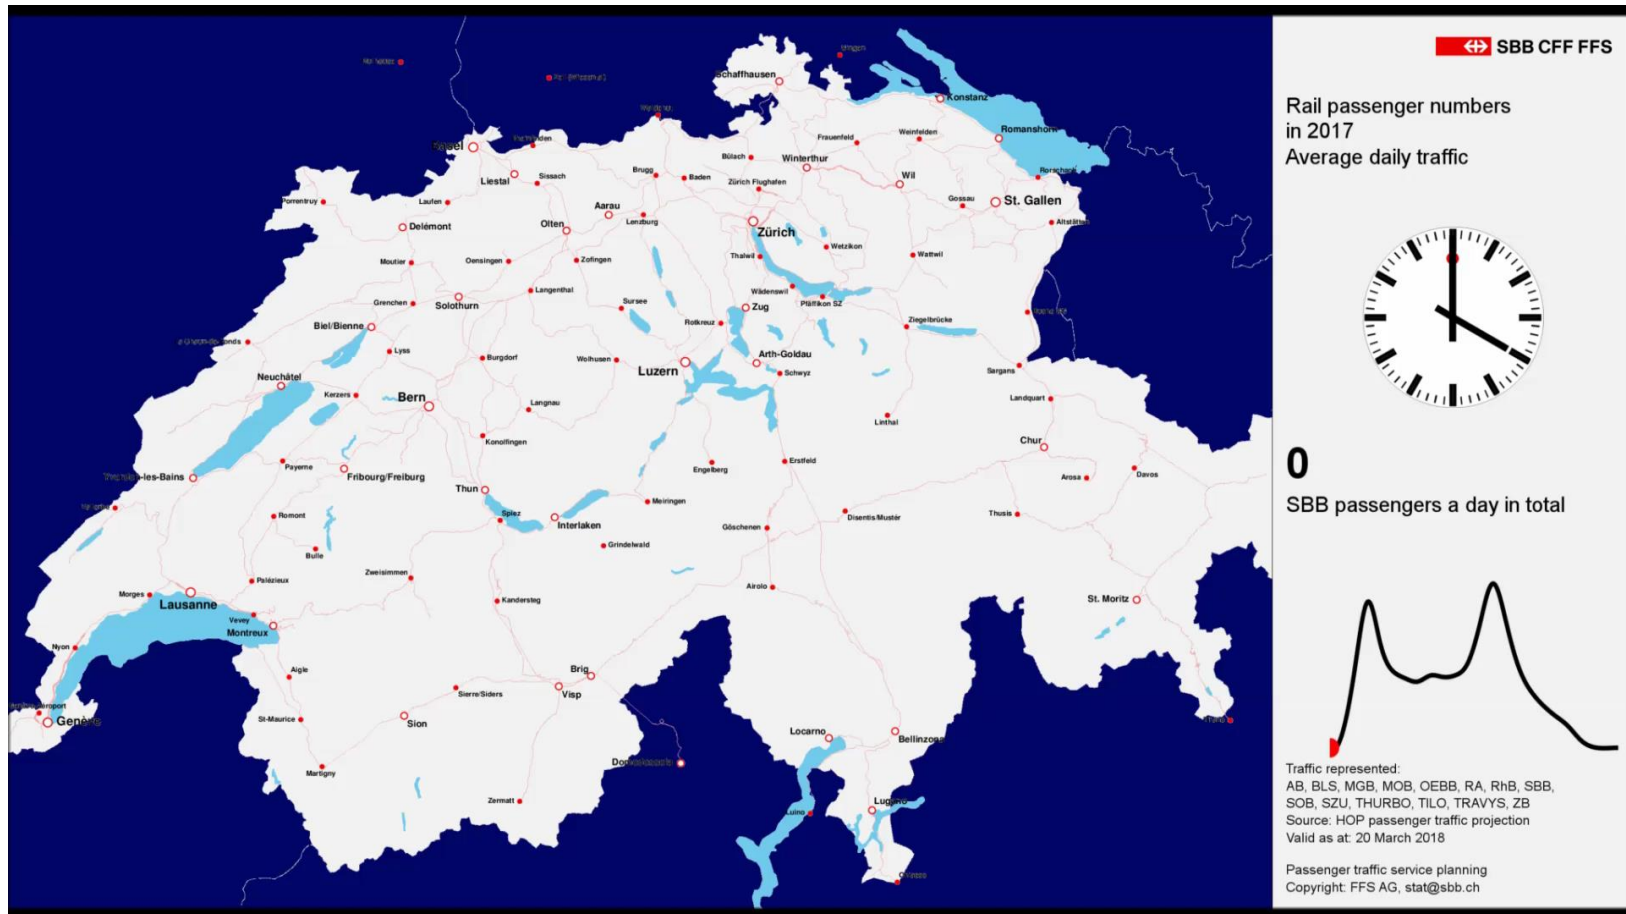 SBB CFF FFS
Rail passenger numbers
in 2017
Average daily traffic
0
SBB passengers a day in total
Traffic represented:
AB, BLS, MGB, MOB, OEBB, RA, RhB, SBB,
SOB, SZU, THURBO, TILO, TRAVYS, ZB
Source: HOP passenger traffic projection
Valid as at: 20 March 2018
Passenger traffic service planning
Copyright: FFS AG, stat@sbb.ch
Schaffhausen
Konstanz
Romanshorn
Frauenfeld
Weinfelden
Basel
Bülach
Winterthur
Liestal
Sissach
Brugg
Baden
Zürich Flughafen
Wil
Rorschach
Porrentruy
Laufen
Aarau
Lenzburg
Gossau
St. Gallen
Delémont
Olten
Zürich
Altstätten
Moutier
Oensingen
Zofingen
Thalwil
Wetzikon
Wattwil
Grenchen
Solothurn
Langenthal
Sursee
Zug
Wädenswil
Pfäffikon SZ
Biel/Bienne
Rotkreuz
Ziegelbrücke
Lyss
Burgdorf
Wolhusen
Luzern
Arth-Goldau
Schwyz
Sargans
Neuchâtel
Kerzers
Bern
Langnau
Linthal
Landquart
Konolfingen
Chur
Payerne
Fribourg/Freiburg
Engelberg
Erstfeld
Arosa
Davos
-les-Bains
Thun
Meiringen
Romont
Spiez
Interlaken
Göschenen
Disentis/Mustér
Thusis
Bulle
Grindelwald
Palézieux
Zweisimmen
Airolo
Morges
Lausanne
Kandersteg
St. Moritz
Vevey
Montreux
Nyon
Aigle
Brig
Sierre/Siders
Visp
Genève
St-Maurice
Sion
Locarno
Bellinzona
Martigny
Domodossola
Zermatt
Luino
Lugano